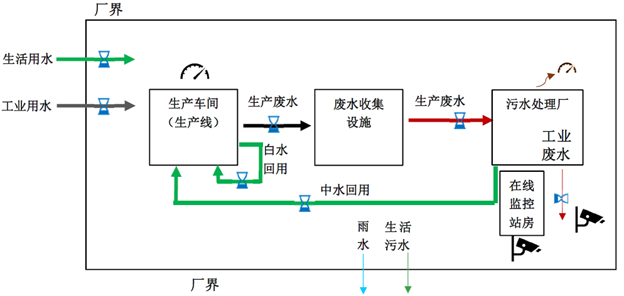 厂界
生活用水
工业用水
生产车间
（生产线）
生产废水
废水收集
设施
生产废水
污水处理厂
工业
废水
白水
回用
中水回用
在线
监控
站房
雨
水
生活
污水
厂界